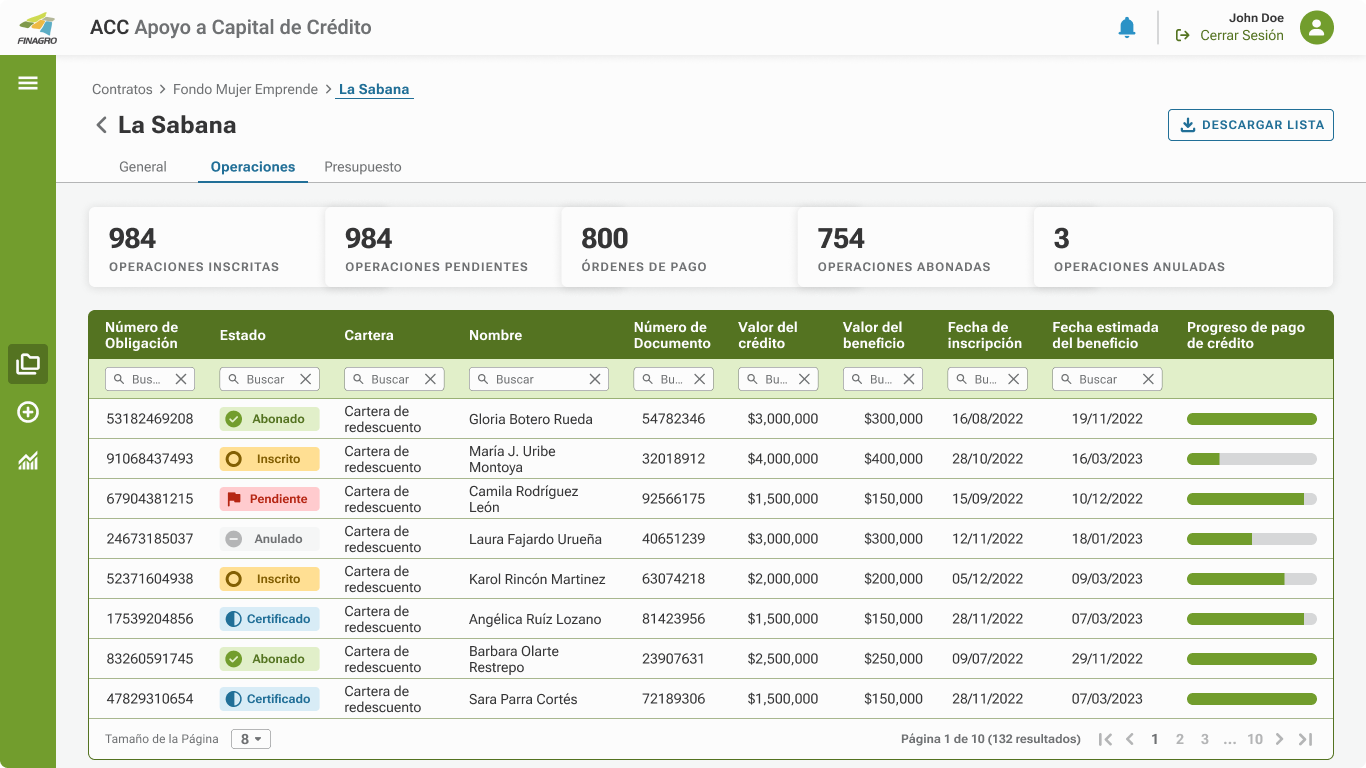 FINAGRO
ACC Apoyo a Capital de Crédito
John Doe
Cerrar Sesión
Contratos > Fondo Mujer Emprende > La Sabana
La Sabana
DESCARGAR LISTA
General Operaciones Presupuesto
984 984 800 754 3
OPERACIONES INSCRITAS OPERACIONES PENDIENTES ÓRDENES DE PAGO OPERACIONES ABONADAS OPERACIONES ANULADAS
Número de Obligación Estado Cartera Nombre Número de Documento Valor del crédito Valor del beneficio Fecha de inscripción Fecha estimada del beneficio Progreso de pago de crédito
Bus... Buscar Buscar Buscar Bu... Bu... Bu... Bu... Buscar
53182469208 Abonado Cartera de redescuento Gloria Botero Rueda 54782346 $3,000,000 $300,000 16/08/2022 19/11/2022
91068437493 Inscrito Cartera de redescuento María J. Uribe Montoya 32018912 $4,000,000 $400,000 28/10/2022 16/03/2023
67904381215 Pendiente Cartera de redescuento Camila Rodríguez León 92566175 $1,500,000 $150,000 15/09/2022 10/12/2022
24673185037 Anulado Cartera de redescuento Laura Fajardo Urueña 40651239 $3,000,000 $300,000 12/11/2022 18/01/2023
52371604938 Inscrito Cartera de redescuento Karol Rincón Martinez 63074218 $2,000,000 $200,000 05/12/2022 09/03/2023
17539204856 Certificado Cartera de redescuento Angélica Ruíz Lozano 81423956 $1,500,000 $150,000 28/11/2022 07/03/2023
83260591745 Abonado Cartera de redescuento Barbara Olarte Restrepo 23907631 $2,500,000 $250,000 09/07/2022 29/11/2022
47829310654 Certificado Cartera de redescuento Sara Parra Cortés 72189306 $1,500,000 $150,000 28/11/2022 07/03/2023
Tamaño de la Página 8 Página 1 de 10 (132 resultados) 1 2 3 ... 10